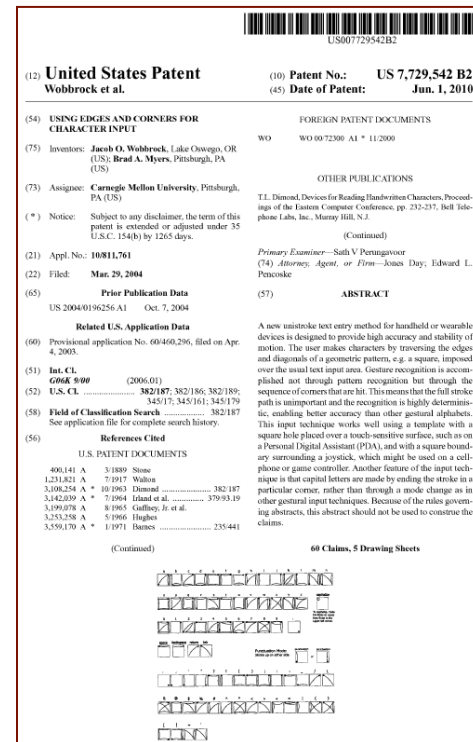 US007729542B2
(12) United States Patent
Wobbrock et al.
(10) Patent No.: US 7,729,542 B2
(45) Date of Patent: Jun. 1, 2010
(54) USING EDGES AND CORNERS FOR
CHARACTER INPUT
(75) Inventors: Jacob O. Wobbrock, Lake Oswego, OR
(US); Brad A. Myers, Pittsburgh, PA
(US)
(73) Assignee: Carnegie Mellon University, Pittsburgh,
PA (US)
( * ) Notice: Subject to any disclaimer, the term of this
patent is extended or adjusted under 35
U.S.C. 154(b) by 1265 days.
(21) Appl. No.: 10/811,761
(22) Filed: Mar. 29, 2004
(65) Prior Publication Data
US 2004/0196256 A1 Oct. 7, 2004
Related U.S. Application Data
(60) Provisional application No. 60/460,296, filed on Apr.
4, 2003.
(51) Int. Cl.
G06K 9/00 (2006.01)
(52) U.S. Cl. .................... 382/187; 382/186; 382/189;
345/17; 345/161; 345/179
(58) Field of Classification Search .................. 382/187
See application file for complete search history.
(56) References Cited
U.S. PATENT DOCUMENTS
400,141 A 3/1889 Stone
1,231,821 A 7/1917 Walton
3,108,254 A * 10/1963 Dimond .................... 382/187
3,142,039 A * 7/1964 Irland et al. ............... 379/93.19
3,199,078 A 8/1965 Gaffney, Jr. et al.
3,253,258 A 5/1966 Hughes
3,559,170 A * 1/1971 Barnes .................... 235/441
(Continued)
FOREIGN PATENT DOCUMENTS
WO WO 00/72300 A1 * 11/2000
OTHER PUBLICATIONS
T.L. Dimond, Devices for Reading Handwritten Characters, Proceed-
ings of the Eastern Computer Conference, pp. 232-237, Bell Tele-
phone Labs, Inc., Murray Hill, N.J.
(Continued)
Primary Examiner—Sath V Perungavoor
(74) Attorney, Agent, or Firm—Jones Day; Edward L.
Pencoske
(57) ABSTRACT
A new unistroke text entry method for handheld or wearable
devices is designed to provide high accuracy and stability of
motion. The user makes characters by traversing the edges
and diagonals of a geometric pattern, e.g. a square, imposed
over the usual text input area. Gesture recognition is accom-
plished not through pattern recognition but through the
sequence of corners that are hit. This means that the full stroke
path is unimportant and the recognition is highly determinis-
tic, enabling better accuracy than other gestural alphabets.
This input technique works well using a template with a
square hole placed over a touch-sensitive surface, such as on
a Personal Digital Assistant (PDA), and with a square bound-
ary surrounding a joystick, which might be used on a cell-
phone or game controller. Another feature of the input tech-
nique is that capital letters are made by ending the stroke in a
particular corner, rather than through a mode change as in
other gestural input techniques. Because of the rules govern-
ing abstracts, this abstract should not be used to construe the
claims.
60 Claims, 5 Drawing Sheets
Punctuation Mode